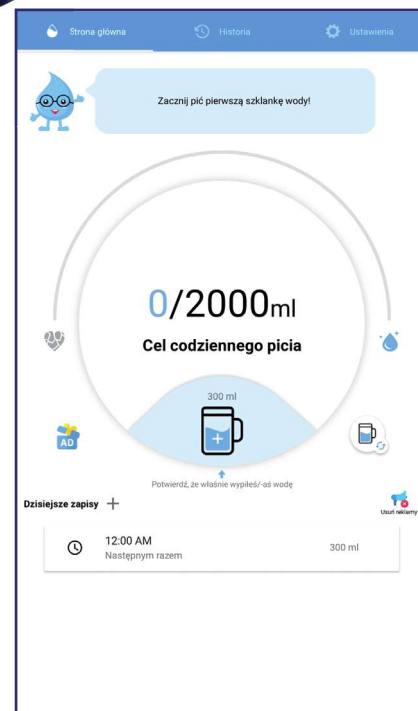 Strona główna
Historia
Ustawienia
Zacznij pić pierwszą szklankę wody!
0/2000ml
Cel codziennego picia
300 ml
AD
Potwierdź, że właśnie wypiłeś/-aś wodę
Dzisiejsze zapisy +
Usuń reklamy
12:00 AM
Następnym razem
300 ml